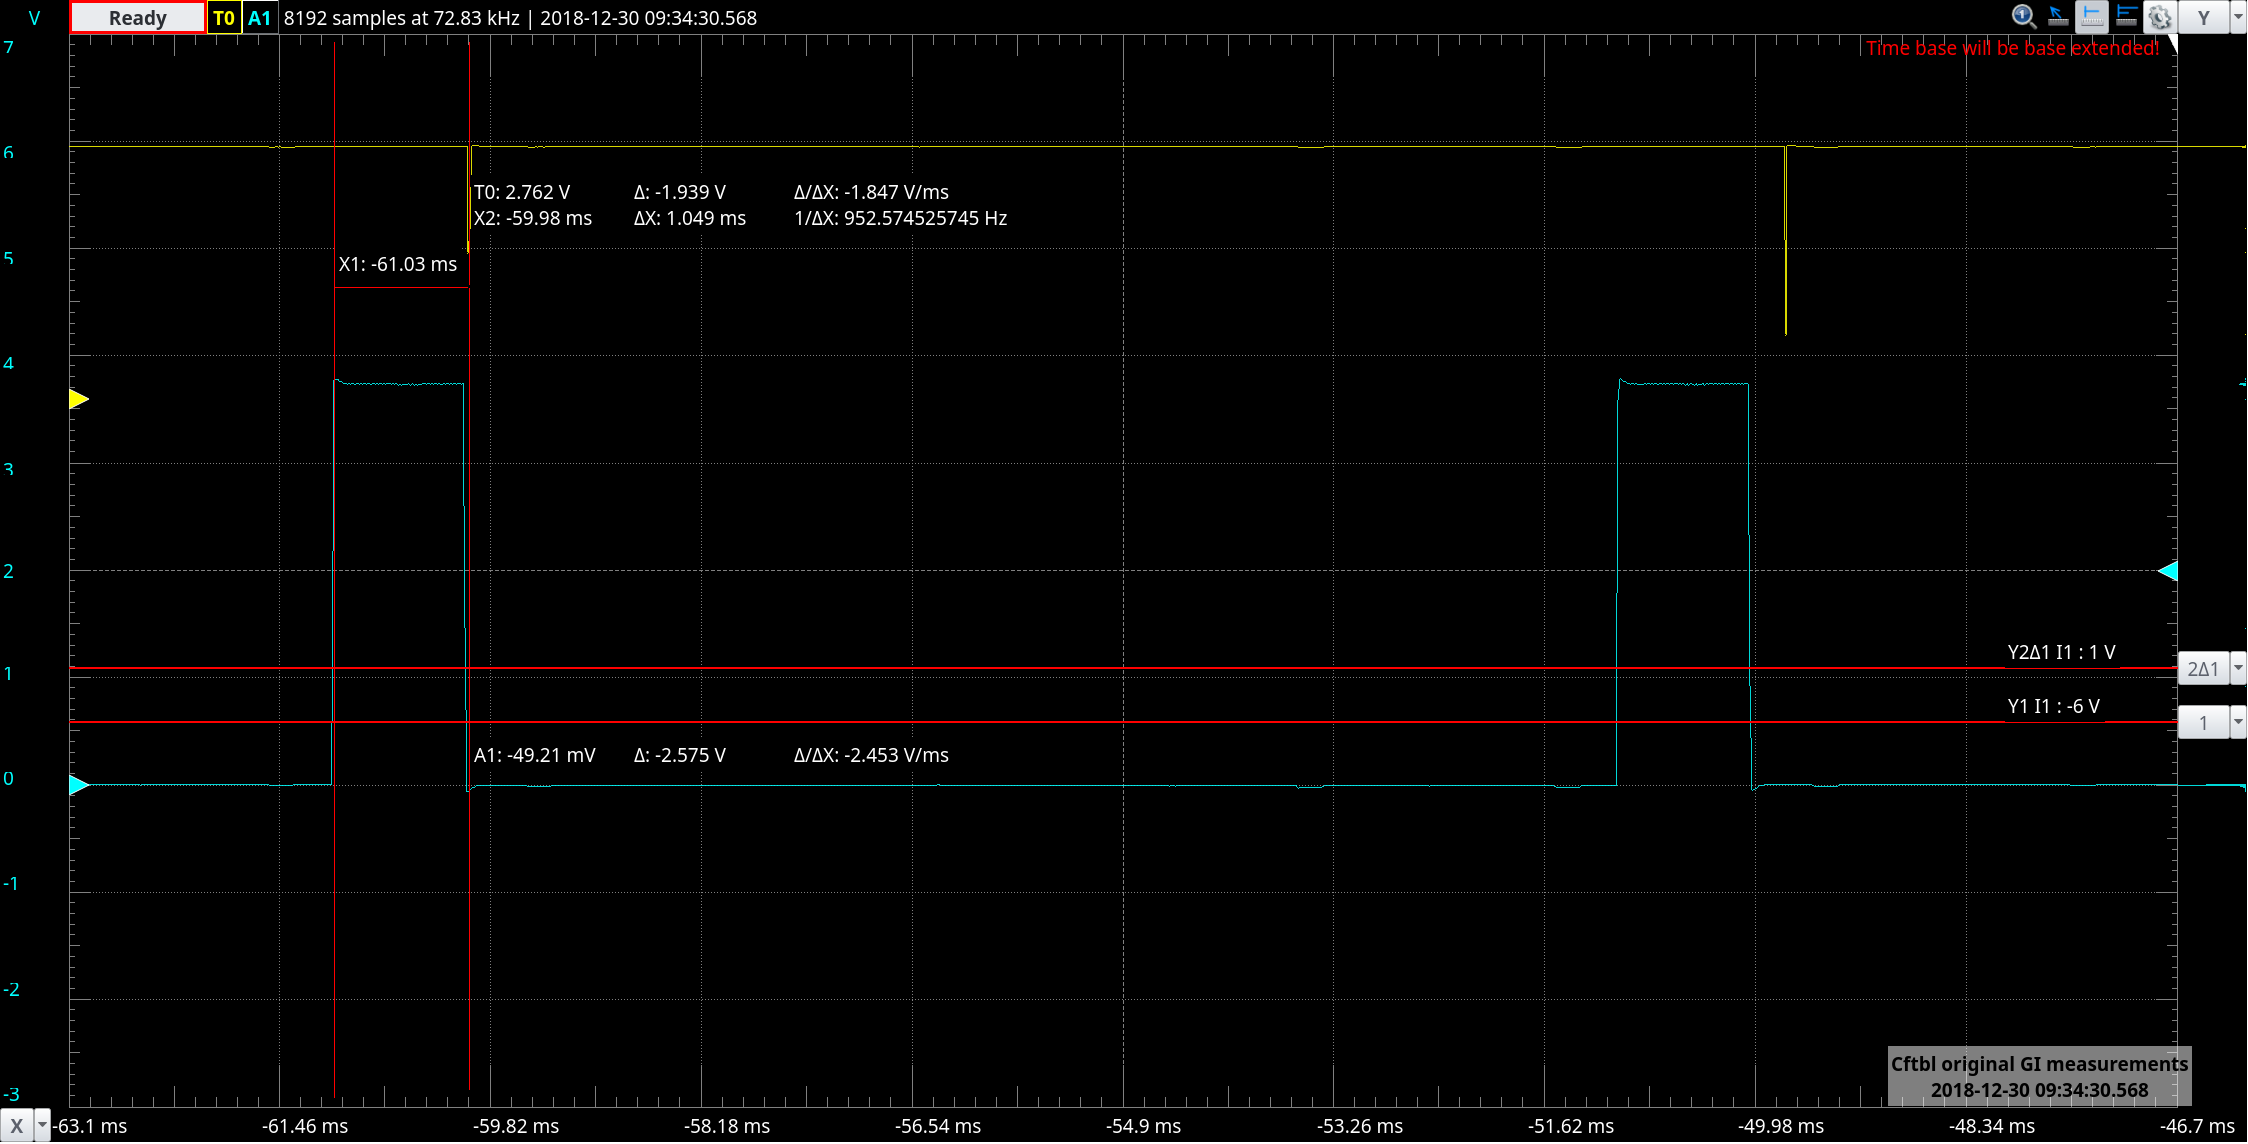 V
Ready T0 A1 8192 samples at 72.83 kHz | 2018-12-30 09:34:30.568
1
Y
Time base will be base extended!
7
6
5
4
3
2
1
0
-1
-2
-3
T0: 2.762 V Δ: -1.939 V Δ/ΔX: -1.847 V/ms
X2: -59.98 ms ΔX: 1.049 ms 1/ΔX: 952.574525745 Hz
X1: -61.03 ms
Y2Δ1 I1 : 1 V
2Δ1
Y1 I1 : -6 V
1
A1: -49.21 mV Δ: -2.575 V Δ/ΔX: -2.453 V/ms
Cftbl original GI measurements
2018-12-30 09:34:30.568
X -63.1 ms -61.46 ms -59.82 ms -58.18 ms -56.54 ms -54.9 ms -53.26 ms -51.62 ms -49.98 ms -48.34 ms -46.7 ms